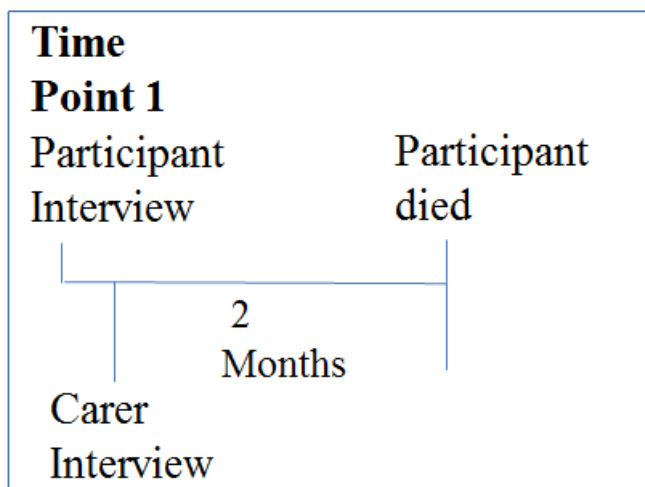 Time
Point 1
Participant
Interview
Participant
died
2
Months
Carer
Interview